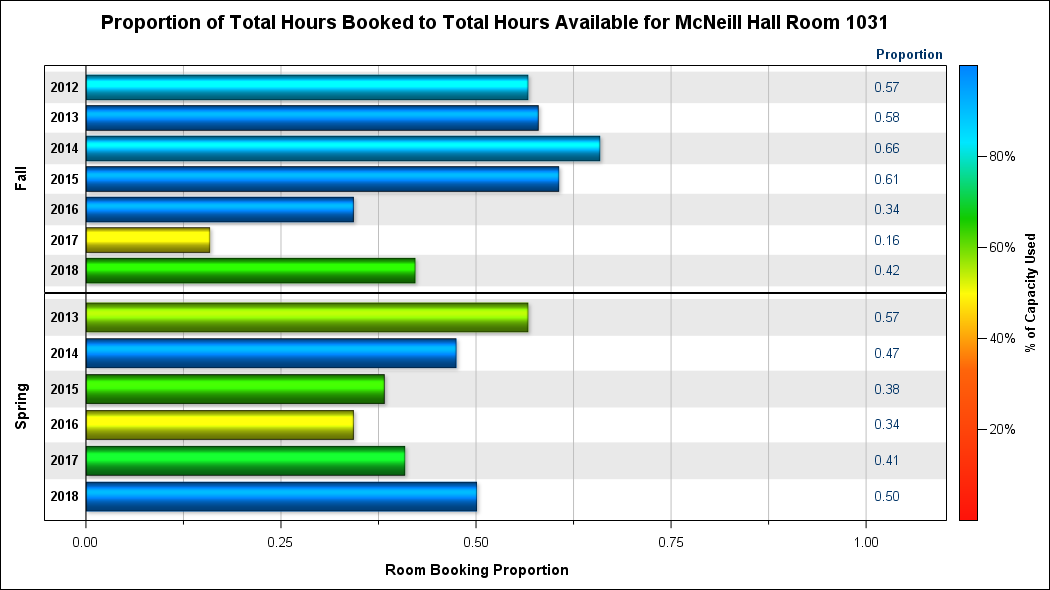 Proportion of Total Hours Booked to Total Hours Available for McNeill Hall Room 1031
Proportion
Fall
2012 0.57
2013 0.58
2014 0.66
2015 0.61
2016 0.34
2017 0.16
2018 0.42
Spring
2013 0.57
2014 0.47
2015 0.38
2016 0.34
2017 0.41
2018 0.50
0.00 0.25 0.50 0.75 1.00
Room Booking Proportion
80%
60%
40%
20%
% of Capacity Used